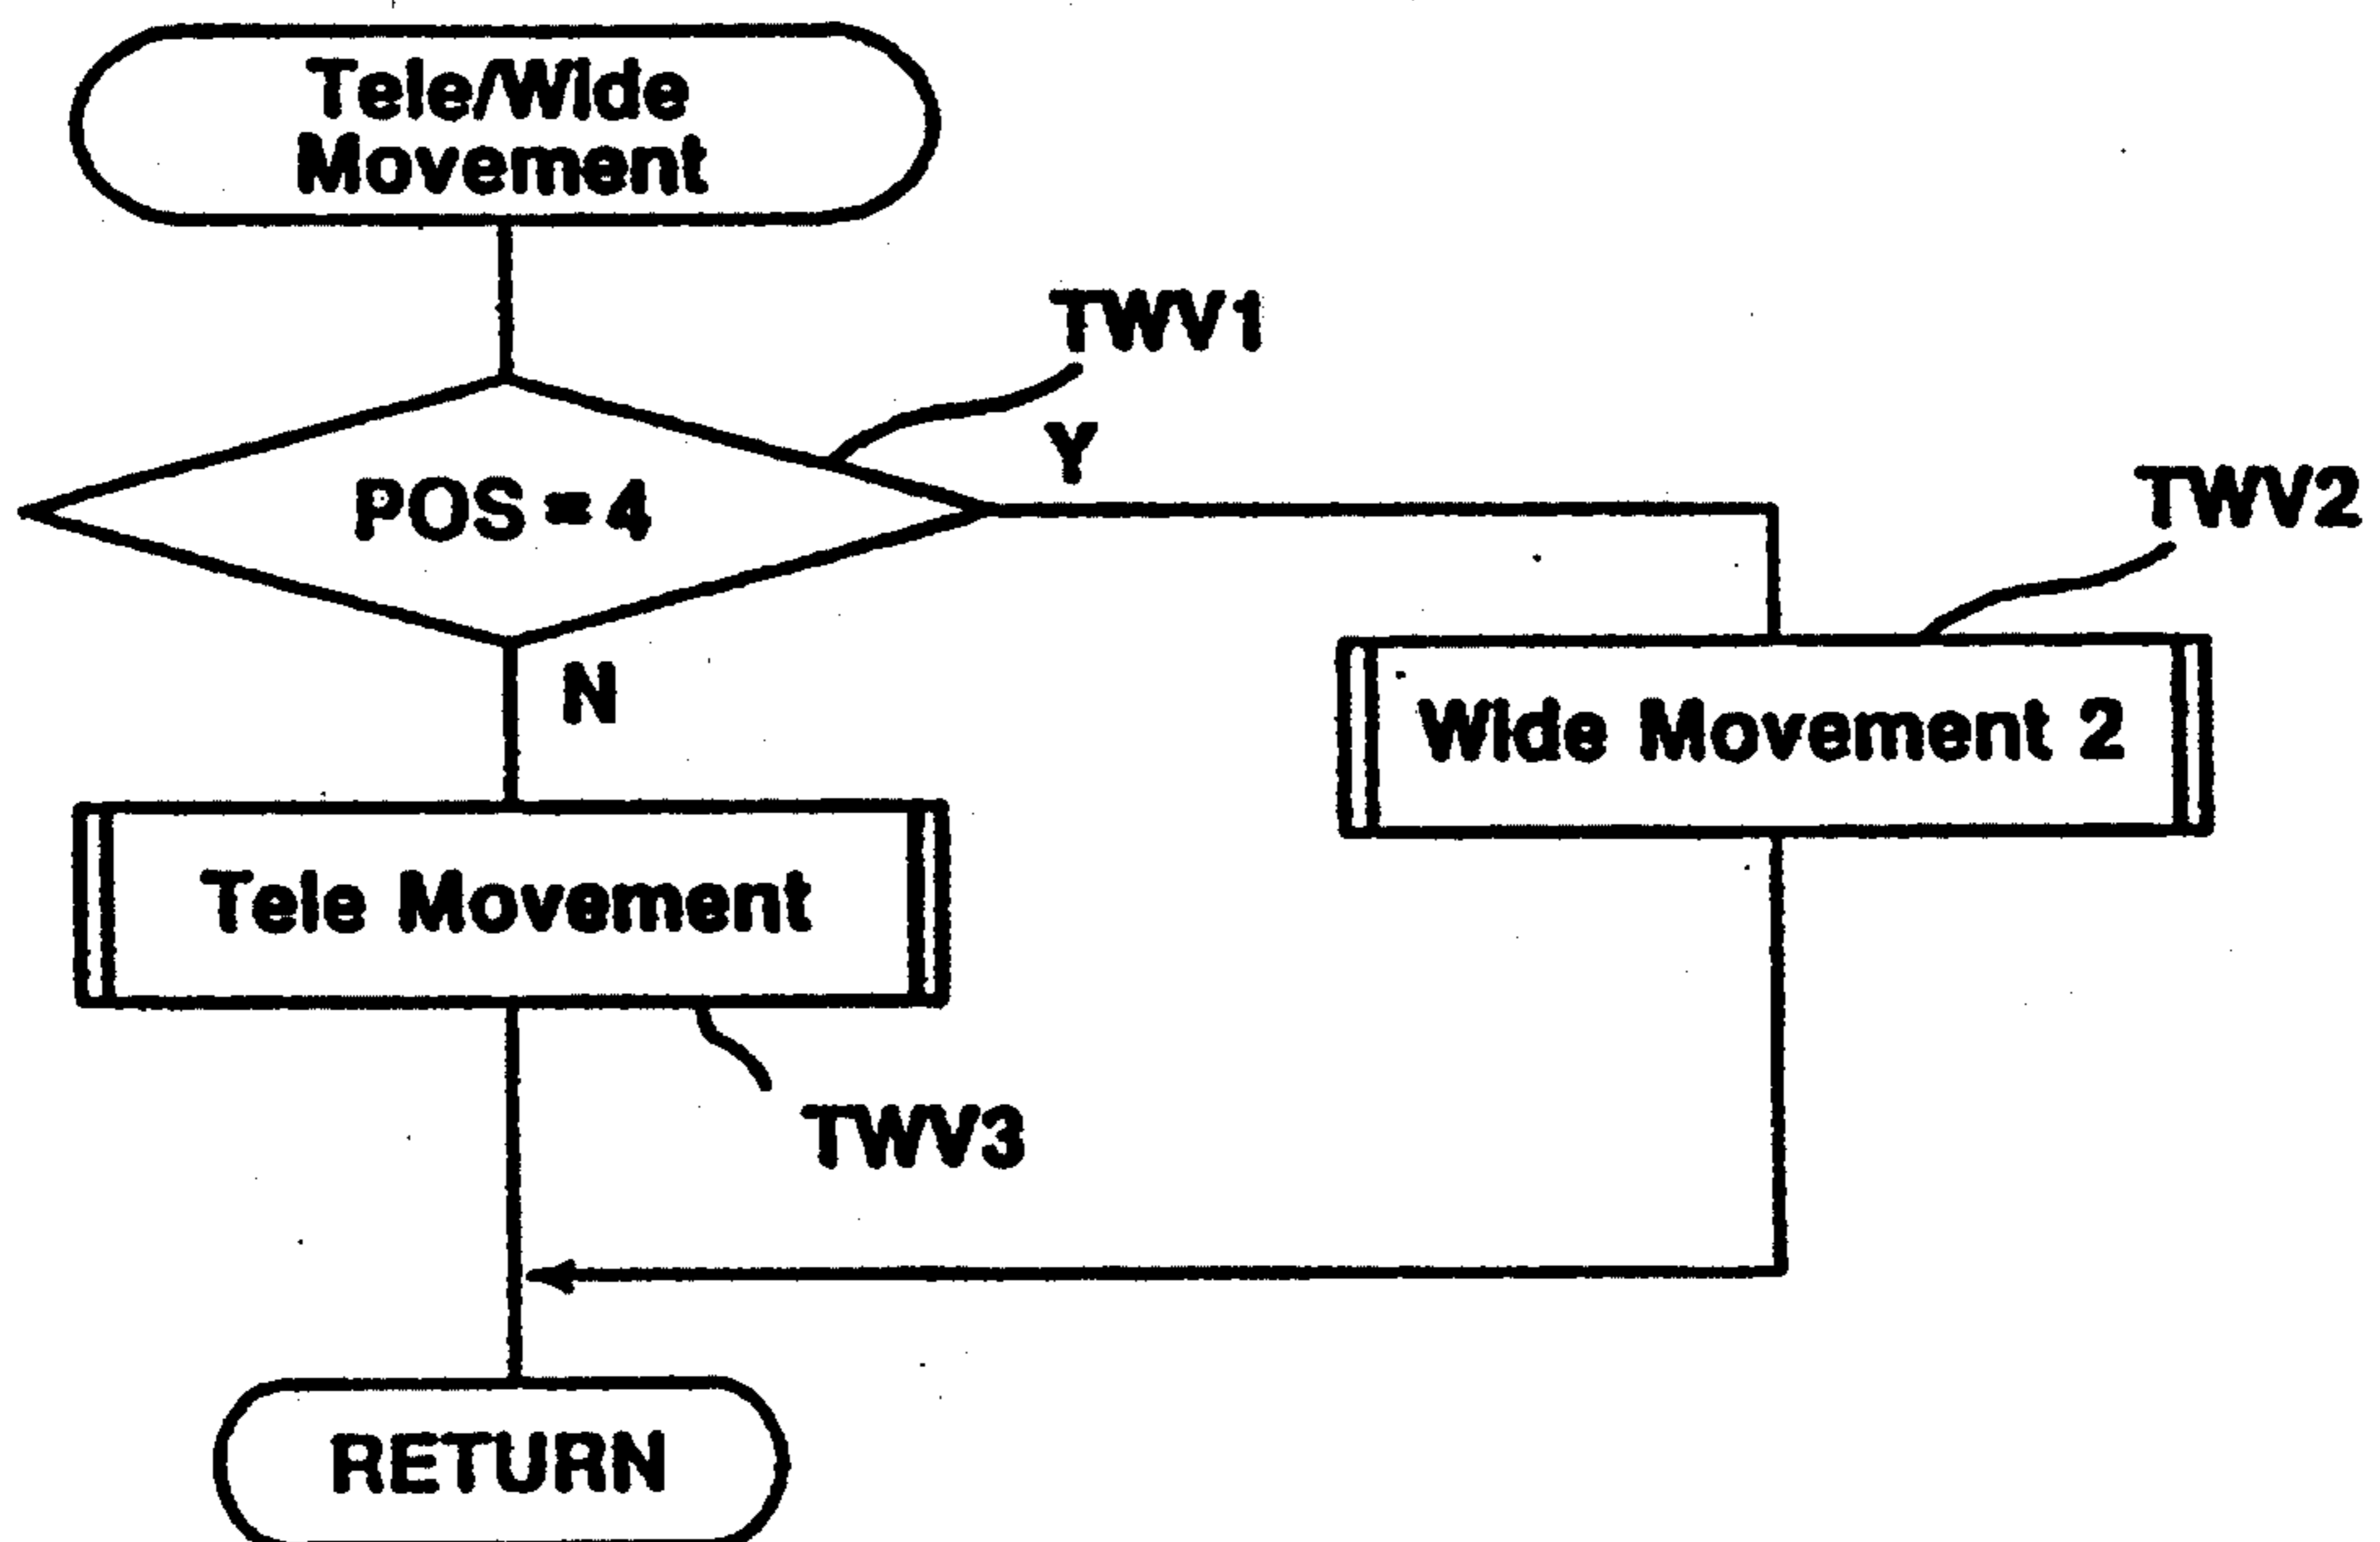 Tele/Wide
Movement
TWV1
Y
POS=4
TWV2
N
Wide Movement 2
Tele Movement
TWV3
RETURN